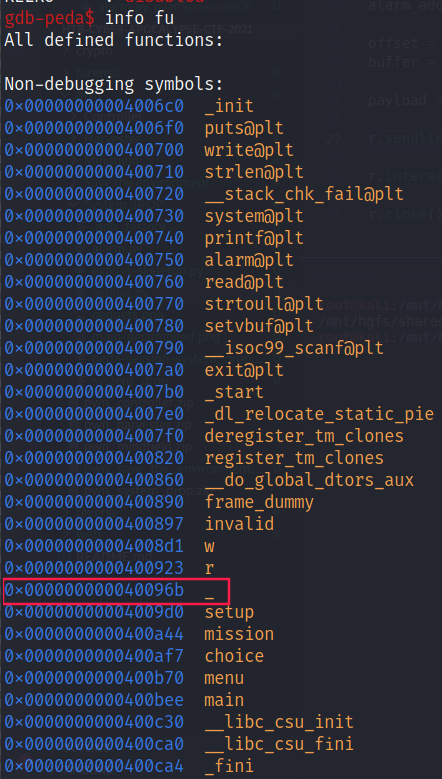 gdb-peda$ info fu
All defined functions:
Non-debugging symbols:
0x00000000004006c0 _init
0x00000000004006f0 puts@plt
0x0000000000400700 write@plt
0x0000000000400710 strlen@plt
0x0000000000400720 __stack_chk_fail@plt
0x0000000000400730 system@plt
0x0000000000400740 printf@plt
0x0000000000400750 alarm@plt
0x0000000000400760 read@plt
0x0000000000400770 strtoull@plt
0x0000000000400780 setvbuf@plt
0x0000000000400790 __isoc99_scanf@plt
0x00000000004007a0 exit@plt
0x00000000004007b0 _start
0x00000000004007e0 _dl_relocate_static_pie
0x00000000004007f0 deregister_tm_clones
0x0000000000400820 register_tm_clones
0x0000000000400860 __do_global_dtors_aux
0x0000000000400890 frame_dummy
0x0000000000400897 invalid
0x00000000004008d1 w
0x0000000000400923 r
0x000000000040096b _
0x00000000004009d0 setup
0x0000000000400a44 mission
0x0000000000400af7 choice
0x0000000000400b70 menu
0x0000000000400bee main
0x0000000000400c30 __libc_csu_init
0x0000000000400ca0 __libc_csu_fini
0x0000000000400ca4 _fini